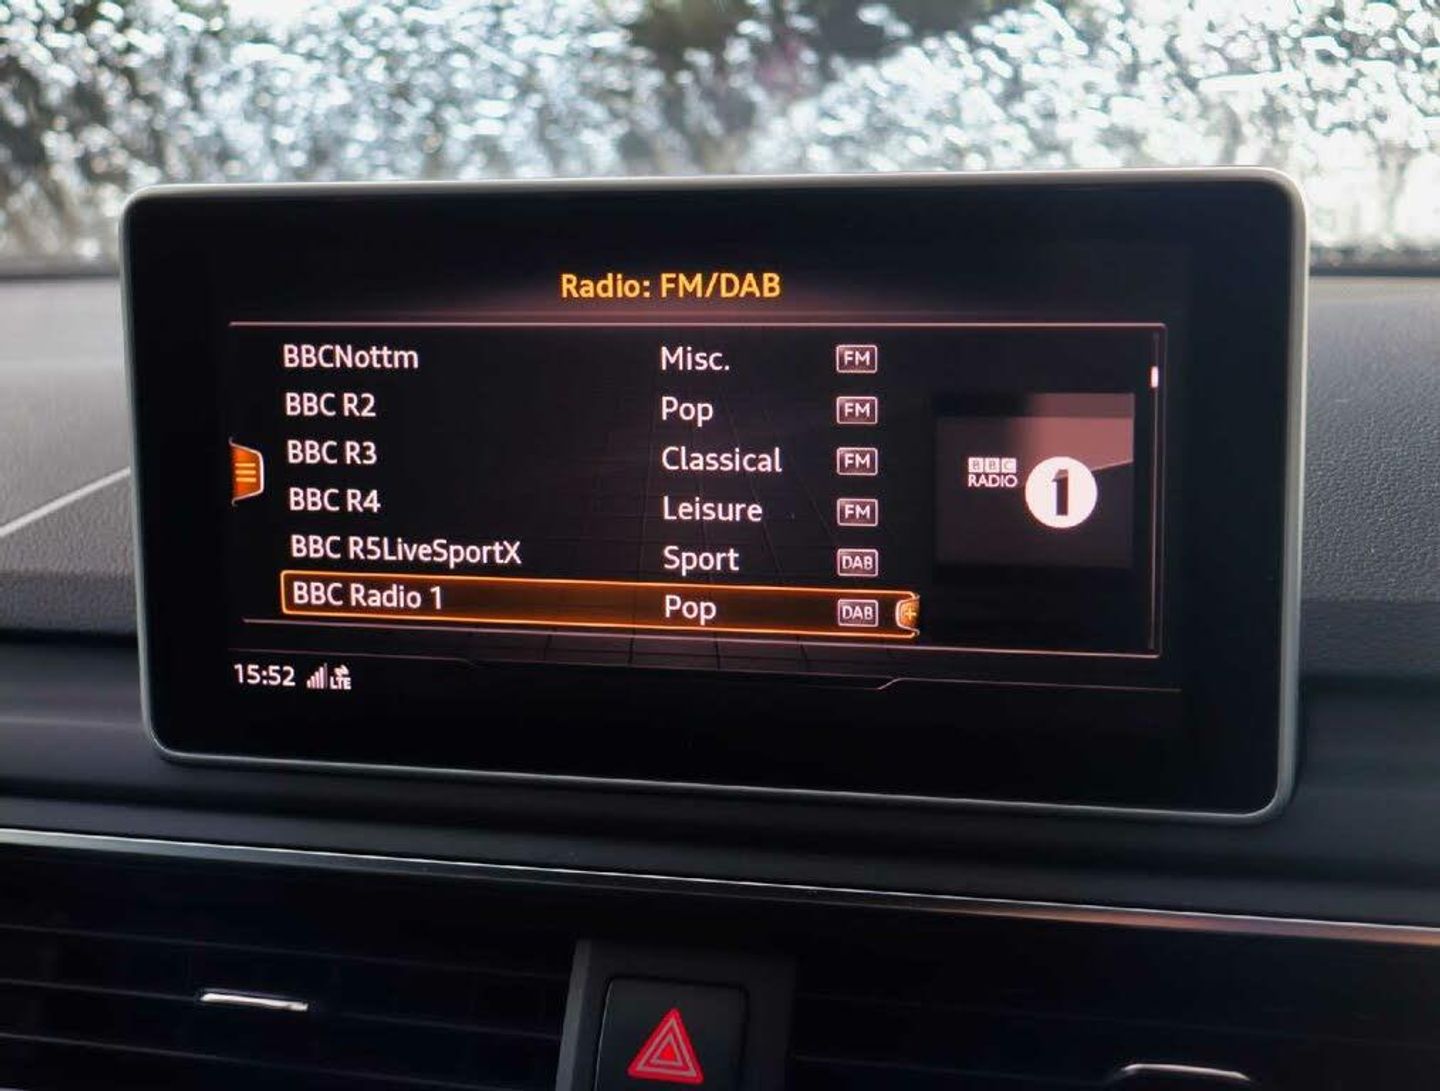 Radio: FM/DAB
BBCNottm Misc. FM
BBC R2 Pop FM
BBC R3 Classical FM
BBC R4 Leisure FM
BBC R5LiveSportX Sport DAB
BBC Radio 1 Pop DAB
BBC
RADIO 1
15:52 LTE